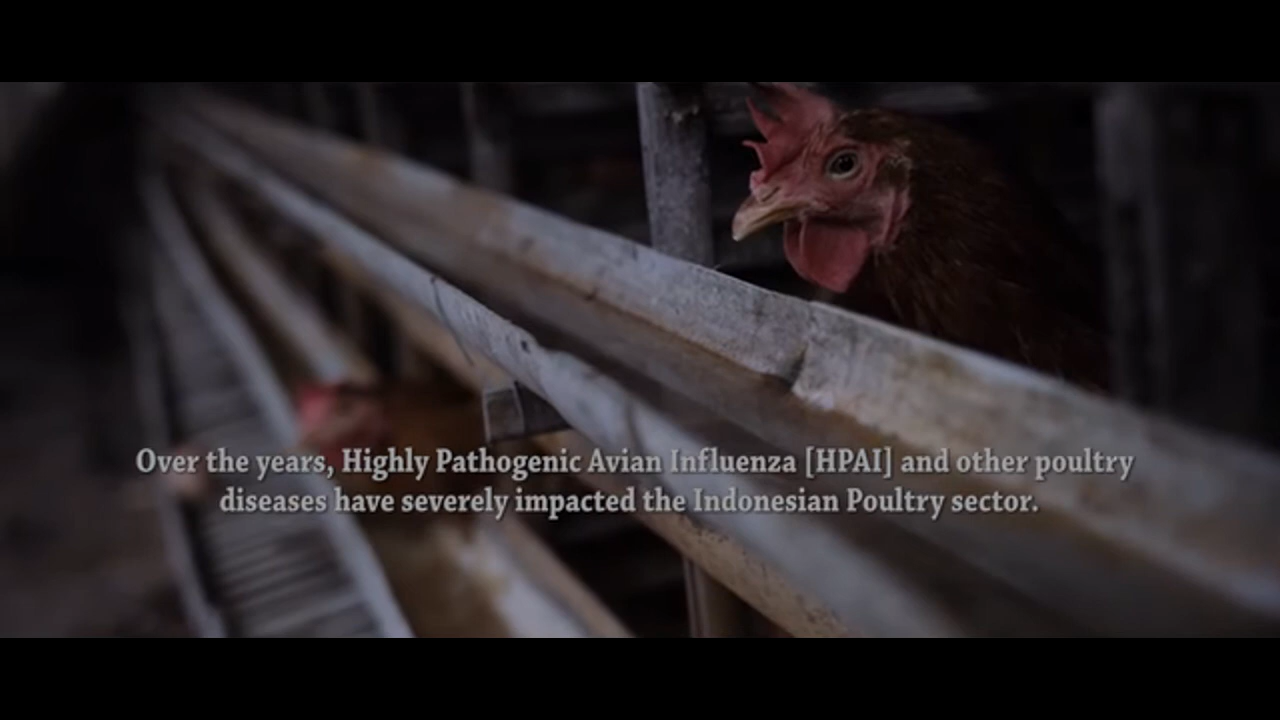 Over the years, Highly Pathogenic Avian Influenza [HPAI] and other poultry
diseases have severely impacted the Indonesian Poultry sector.